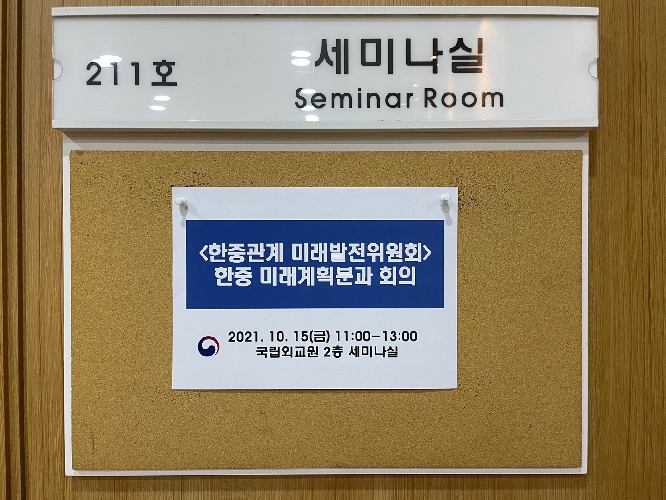 211호
세미나실
Seminar Room
<한중관계 미래발전위원회>
한중 미래계획분과 회의
2021. 10. 15(금) 11:00-13:00
국립외교원 2층 세미나실